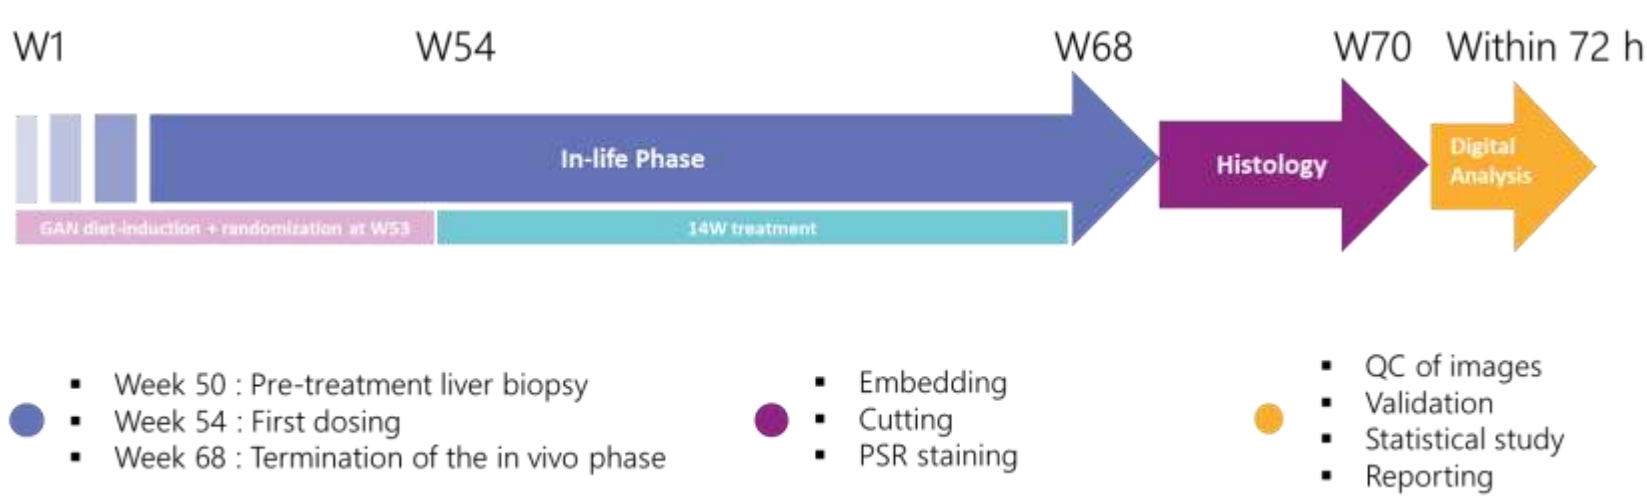 W1
W54
W68
W70
Within 72 h
In-life Phase
Histology
Digital
Analysis
GAN diet-induction + randomization at W53
14W treatment
▪ Week 50 : Pre-treatment liver biopsy
▪ Week 54 : First dosing
▪ Week 68 : Termination of the in vivo phase
▪ Embedding
▪ Cutting
▪ PSR staining
▪ QC of images
▪ Validation
▪ Statistical study
▪ Reporting